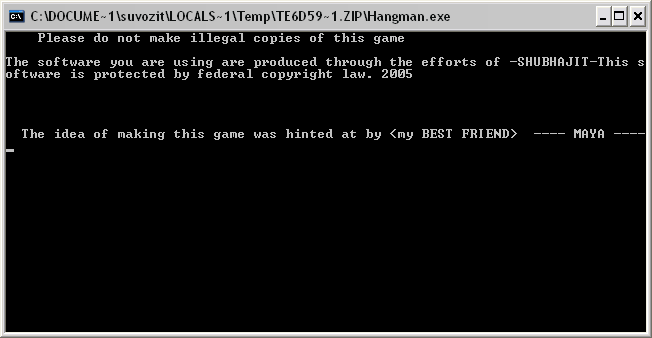 C:\DOCUME~1\suvozit\LOCALS~1\Temp\TE6D59~1.ZIP\Hangman.exe
Please do not make illegal copies of this game
The software you are using are produced through the efforts of -SHUBHAJIT-This s
oftware is protected by federal copyright law. 2005
The idea of making this game was hinted at by <my BEST FRIEND>  ---- MAYA ----